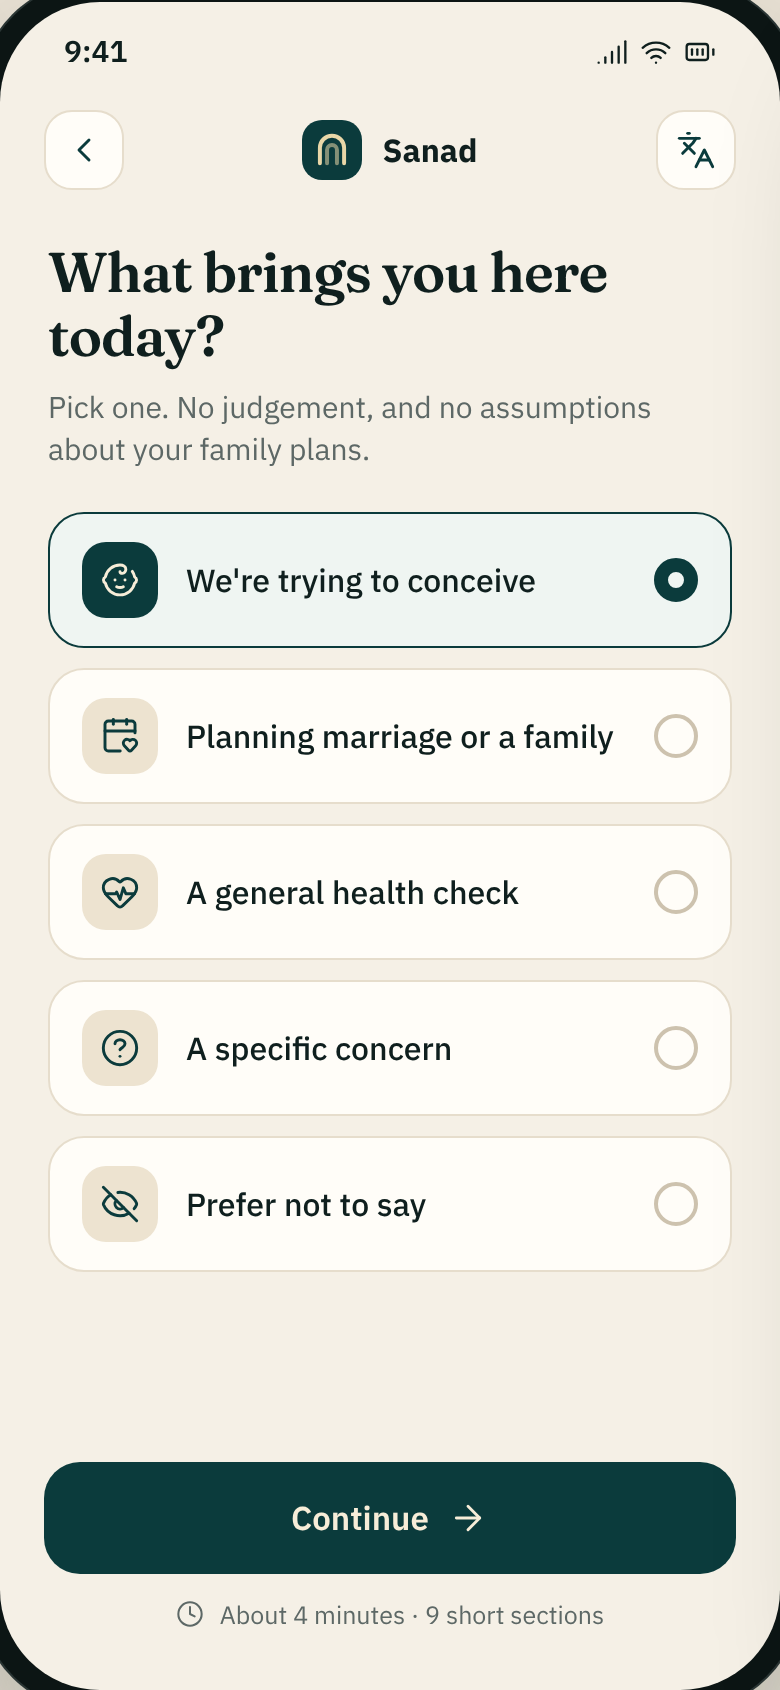 9:41
Sanad
What brings you here
today?
Pick one. No judgement, and no assumptions
about your family plans.
We're trying to conceive
Planning marriage or a family
A general health check
A specific concern
Prefer not to say
Continue
About 4 minutes · 9 short sections